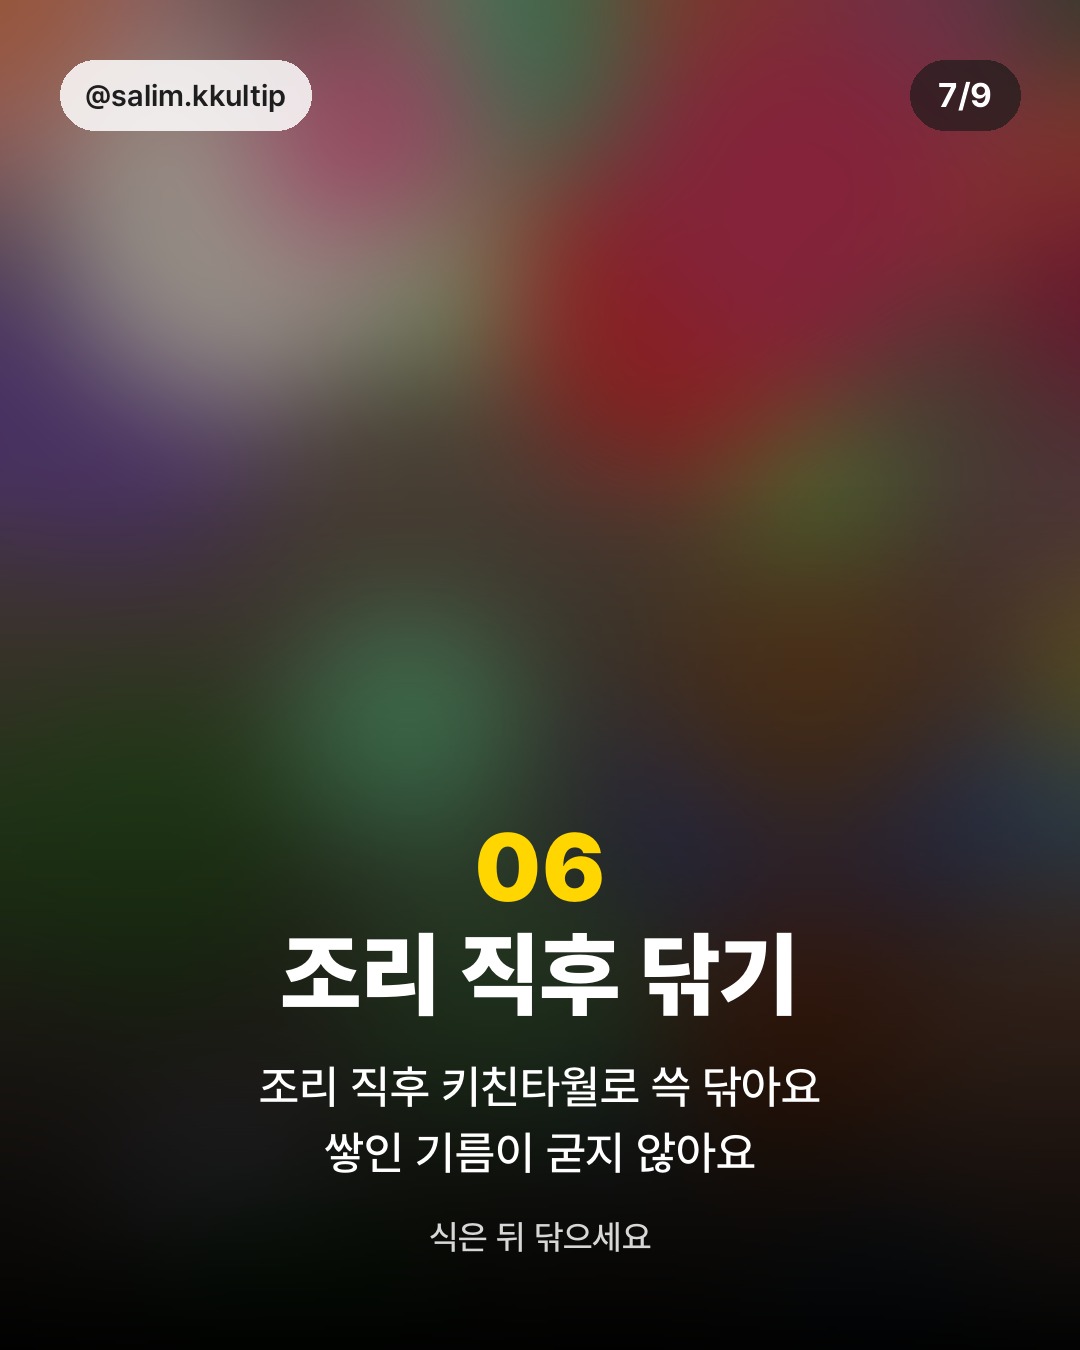 @salim.kkultip
7/9
06
조리 직후 닦기
조리 직후 키친타월로 쓱 닦아요
쌓인 기름이 굳지 않아요
식은 뒤 닦으세요